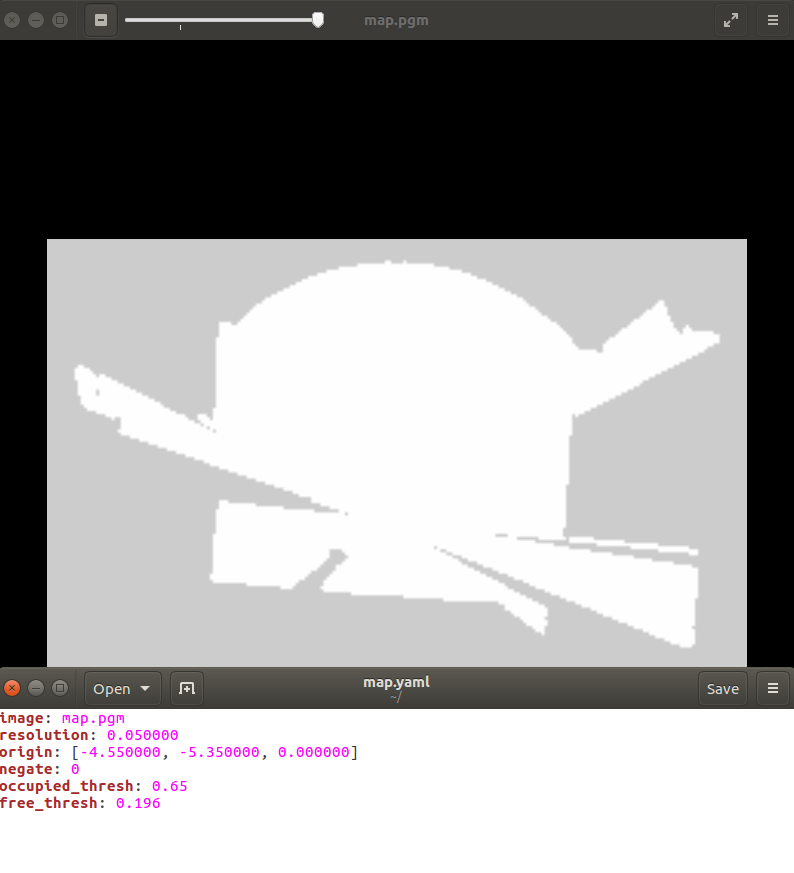 map.pgm
Open
map.yaml
~/
Save
image: map.pgm
resolution: 0.050000
origin: [-4.550000, -5.350000, 0.000000]
negate: 0
occupied_thresh: 0.65
free_thresh: 0.196